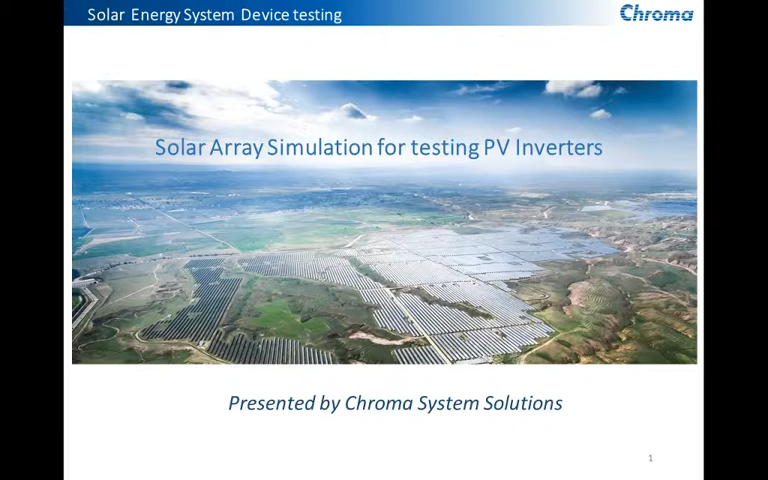 Solar Energy System Device testing
Chroma
Solar Array Simulation for testing PV Inverters
Presented by Chroma System Solutions
1